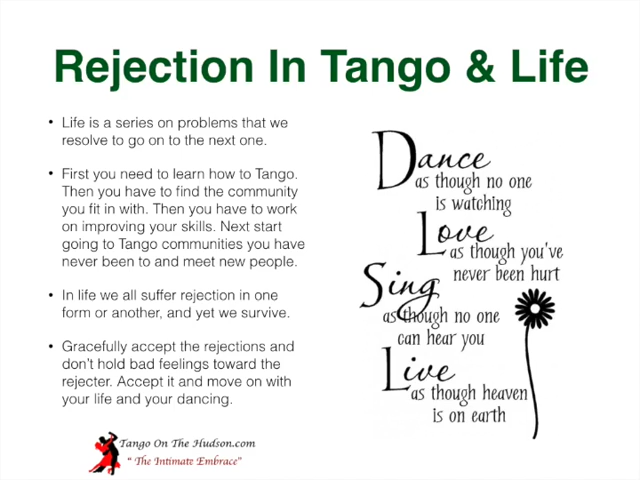 Rejection In Tango & Life
• Life is a series on problems that we
resolve to go on to the next one.
• First you need to learn how to Tango.
Then you have to find the community
you fit in with. Then you have to work
on improving your skills. Next start
going to Tango communities you have
never been to and meet new people.
• In life we all suffer rejection in one
form or another, and yet we survive.
• Gracefully accept the rejections and
don't hold bad feelings toward the
rejecter. Accept it and move on with
your life and your dancing.
Dance
as though no one
is watching
Love
as though you've
never been hurt
Sing
as though no one
can hear you
Live
as though heaven
is on earth
Tango On The Hudson.com
" The Intimate Embrace"